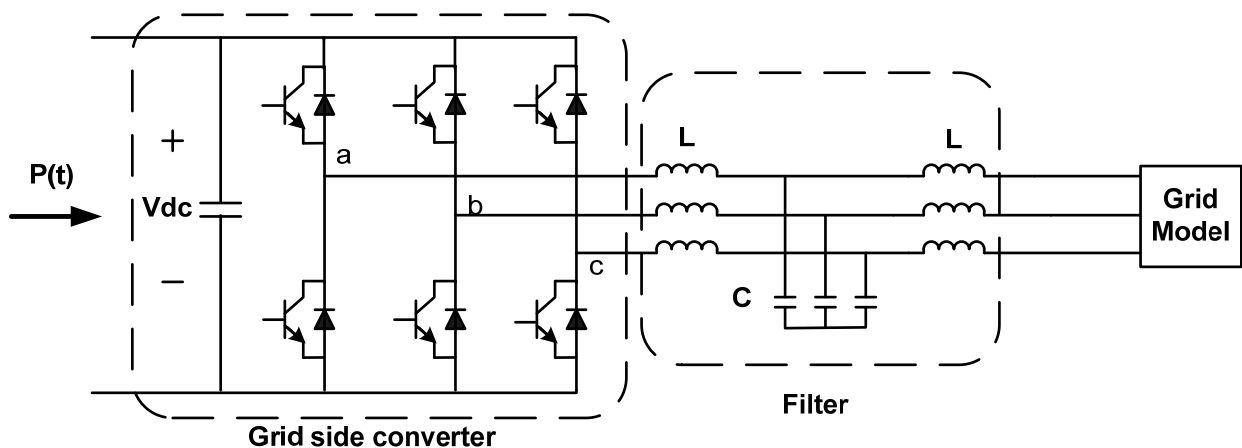 P(t)
+
Vdc
−
a
b
c
L
L
C
Grid
Model
Filter
Grid side converter